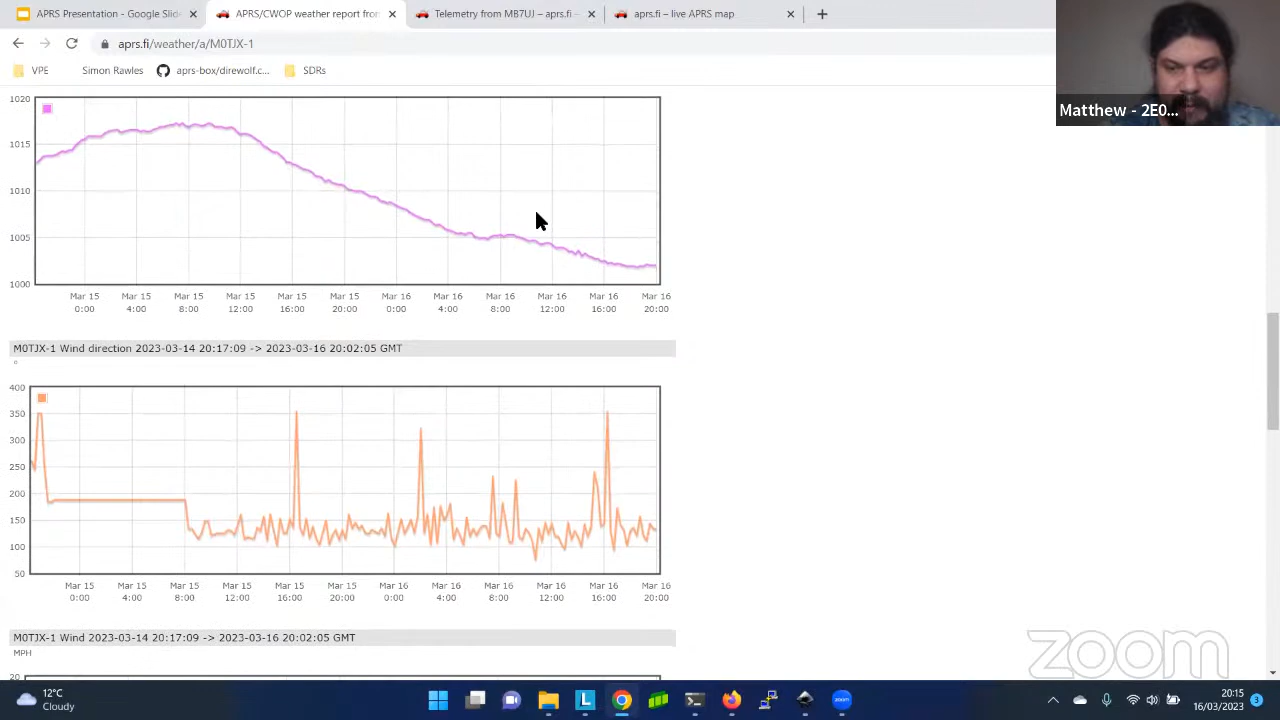 APRS Presentation - Google Slide
APRS/CWOP weather report from
Telemetry from MB7UJ – aprs.fi –
aprs.fi – live APRS map
aprs.fi/weather/a/M0TJX-1
VPE
Simon Rawles
aprs-box/direwolf.c...
SDRs
Matthew - 2E0...
1020
1015
1010
1005
1000
Mar 15 Mar 15 Mar 15 Mar 15 Mar 15 Mar 15 Mar 16 Mar 16 Mar 16 Mar 16 Mar 16 Mar 16
0:00 4:00 8:00 12:00 16:00 20:00 0:00 4:00 8:00 12:00 16:00 20:00
M0TJX-1 Wind direction 2023-03-14 20:17:09 -> 2023-03-16 20:02:05 GMT
°
400
350
300
250
200
150
100
50
Mar 15 Mar 15 Mar 15 Mar 15 Mar 15 Mar 15 Mar 16 Mar 16 Mar 16 Mar 16 Mar 16 Mar 16
0:00 4:00 8:00 12:00 16:00 20:00 0:00 4:00 8:00 12:00 16:00 20:00
M0TJX-1 Wind 2023-03-14 20:17:09 -> 2023-03-16 20:02:05 GMT
MPH
20
zoom
12°C
Cloudy
L
zoom
20:15
16/03/2023
3